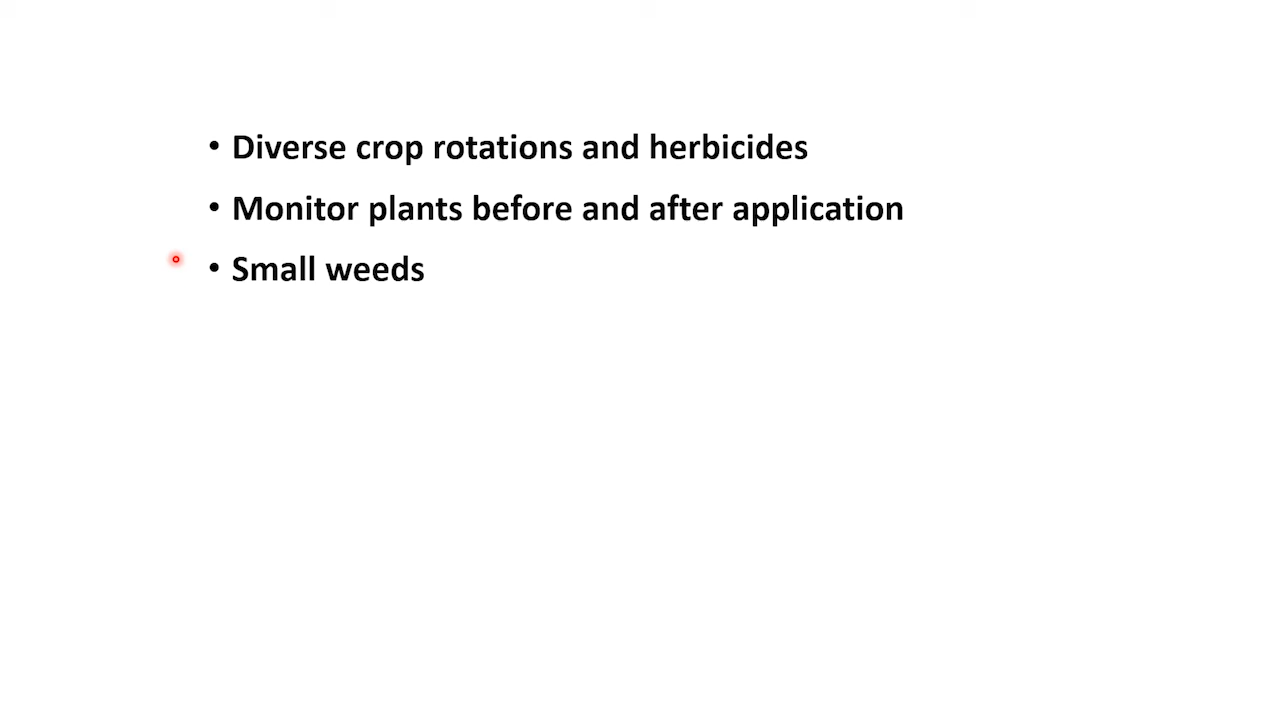 • Diverse crop rotations and herbicides
• Monitor plants before and after application
• Small weeds